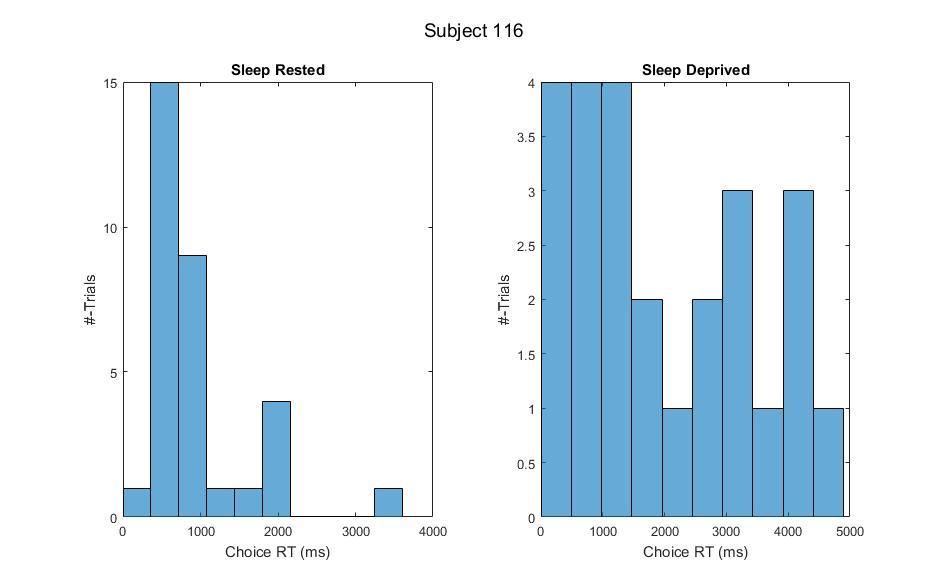 Subject 116
Sleep Rested
15
10
5
0
#-Trials
0 1000 2000 3000 4000
Choice RT (ms)
Sleep Deprived
4
3.5
3
2.5
2
1.5
1
0.5
0
#-Trials
0 1000 2000 3000 4000 5000
Choice RT (ms)